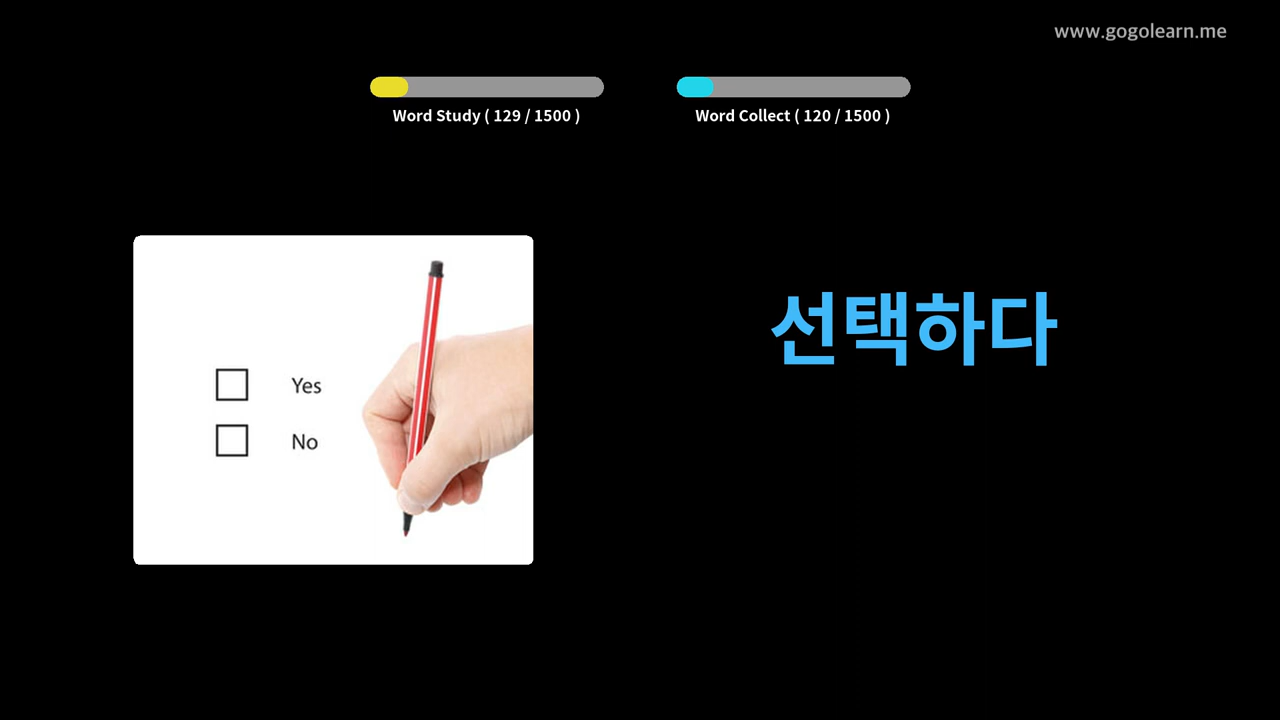 www.gogolearn.me
Word Study ( 129 / 1500 )
Word Collect ( 120 / 1500 )
선택하다
Yes
No